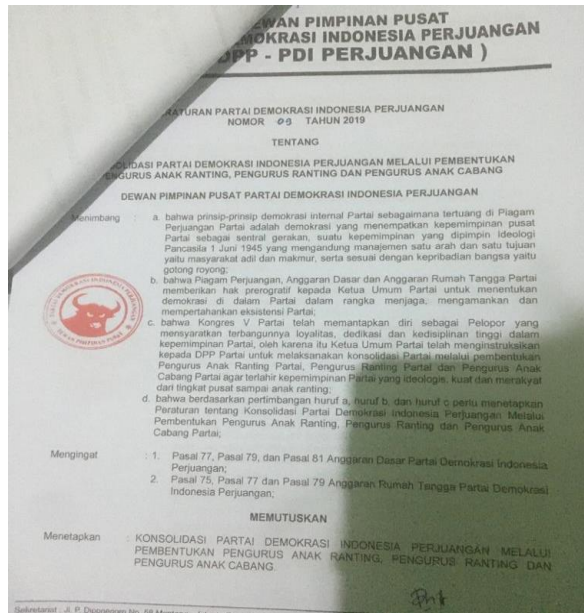 DEWAN PIMPINAN PUSAT
DEMOKRASI INDONESIA PERJUANGAN
DPP - PDI PERJUANGAN )
PERATURAN PARTAI DEMOKRASI INDONESIA PERJUANGAN
NOMOR 09 TAHUN 2019
TENTANG
KONSOLIDASI PARTAI DEMOKRASI INDONESIA PERJUANGAN MELALUI PEMBENTUKAN
PENGURUS ANAK RANTING, PENGURUS RANTING DAN PENGURUS ANAK CABANG
DEWAN PIMPINAN PUSAT PARTAI DEMOKRASI INDONESIA PERJUANGAN
Menimbang : a. bahwa prinsip-prinsip demokrasi internal Partai sebagaimana tertuang di Piagam
Perjuangan Partai adalah demokrasi yang menempatkan kepemimpinan pusat
Partai sebagai sentral gerakan, suatu kepemimpinan yang dipimpin Ideologi
Pancasila 1 Juni 1945 yang mengandung manajemen satu arah dan satu tujuan
yaitu masyarakat adil dan makmur, serta sesuai dengan kepribadian bangsa yaitu
gotong royong;
b. bahwa Piagam Perjuangan, Anggaran Dasar dan Anggaran Rumah Tangga Partai
memberikan hak prerogratif kepada Ketua Umum Partai untuk menentukan
demokrasi di dalam Partai dalam rangka menjaga, mengamankan dan
mempertahankan eksistensi Partai;
c. bahwa Kongres V Partai telah memantapkan diri sebagai Pelopor yang
mensyaratkan terbangunnya loyalitas, dedikasi dan kedisiplinan tinggi dalam
kepemimpinan Partai, oleh karena itu Ketua Umum Partai telah menginstruksikan
kepada DPP Partai untuk melaksanakan konsolidasi Partai melalui pembentukan
Pengurus Anak Ranting Partai, Pengurus Ranting Partai dan Pengurus Anak
Cabang Partai agar terlahir kepemimpinan Partai yang ideologis, kuat dan merakyat
dari tingkat pusat sampai anak ranting;
d. bahwa berdasarkan pertimbangan huruf a, huruf b, dan huruf c perlu menetapkan
Peraturan tentang Konsolidasi Partai Demokrasi Indonesia Perjuangan Melalui
Pembentukan Pengurus Anak Ranting, Pengurus Ranting dan Pengurus Anak
Cabang Partai;
Mengingat : 1. Pasal 77, Pasal 79, dan Pasal 81 Anggaran Dasar Partai Demokrasi Indonesia
Perjuangan;
2. Pasal 75, Pasal 77 dan Pasal 79 Anggaran Rumah Tangga Partai Demokrasi
Indonesia Perjuangan;
MEMUTUSKAN
Menetapkan : KONSOLIDASI PARTAI DEMOKRASI INDONESIA PERJUANGAN MELALUI
PEMBENTUKAN PENGURUS ANAK RANTING, PENGURUS RANTING DAN
PENGURUS ANAK CABANG.
Sekretariat : Jl. P. Diponegoro No. 58